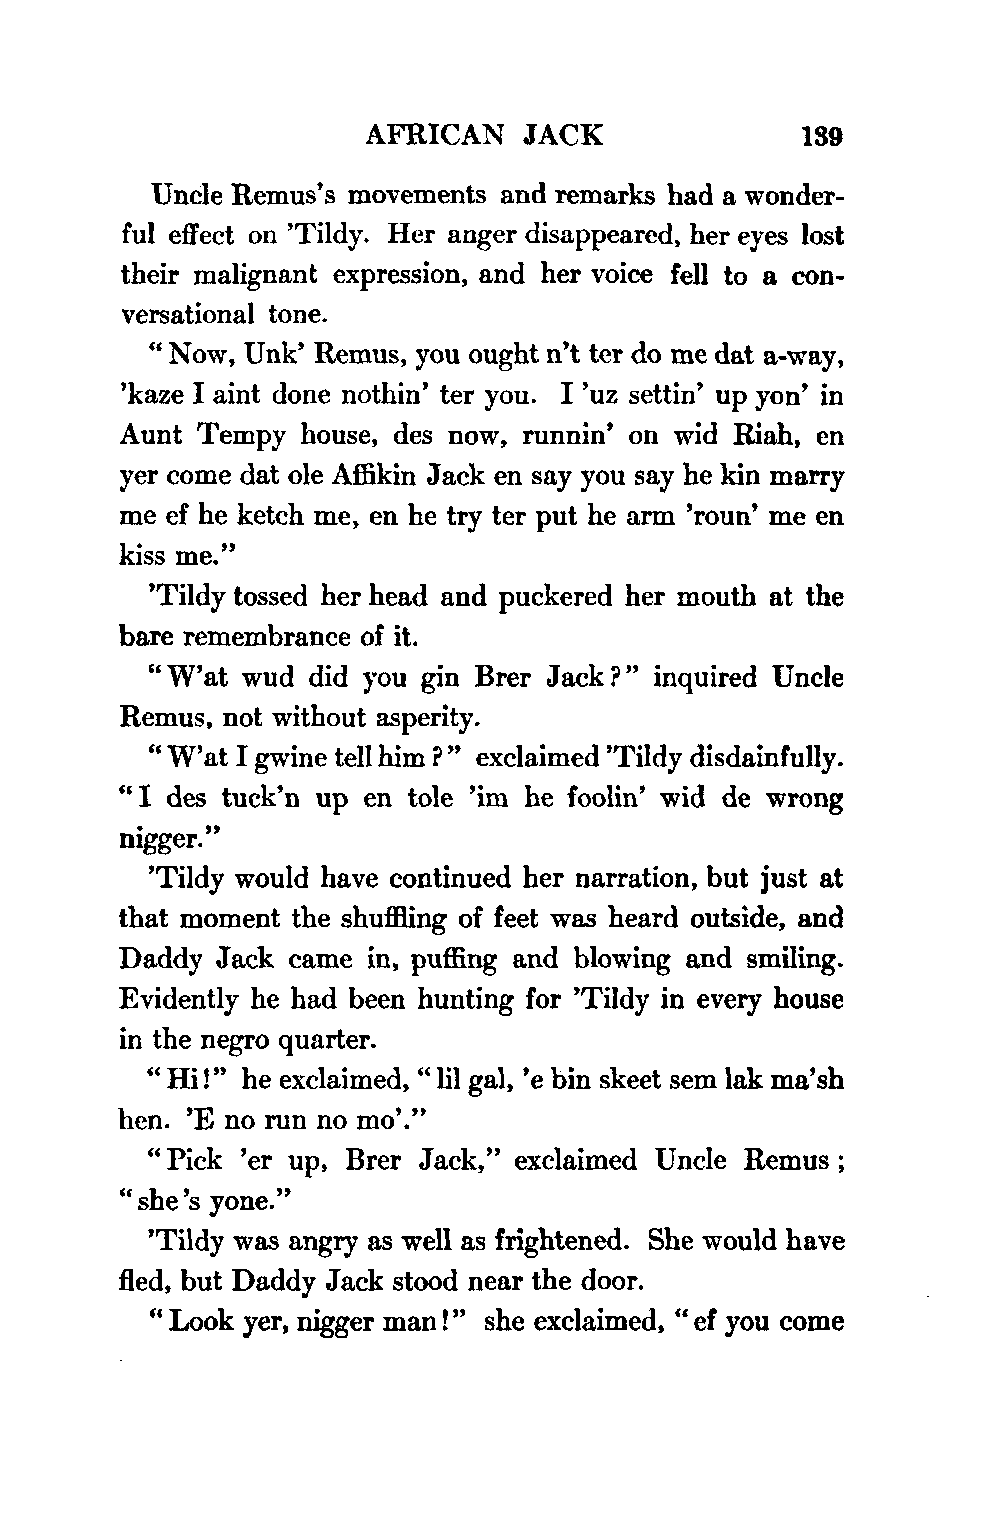 AFRICAN JACK 139
Uncle Remus's movements and remarks had a wonder-
ful effect on 'Tildy. Her anger disappeared, her eyes lost
their malignant expression, and her voice fell to a con-
versational tone.
“Now, Unk' Remus, you ought n't ter do me dat a-way,
'kaze I aint done nothin' ter you. I 'uz settin' up yon' in
Aunt Tempy house, des now, runnin' on wid Riah, en
yer come dat ole Affikin Jack en say you say he kin marry
me ef he ketch me, en he try ter put he arm 'roun' me en
kiss me.”
'Tildy tossed her head and puckered her mouth at the
bare remembrance of it.
“W'at wud did you gin Brer Jack?” inquired Uncle
Remus, not without asperity.
“W'at I gwine tell him?” exclaimed 'Tildy disdainfully.
“I des tuck'n up en tole 'im he foolin' wid de wrong
nigger.”
'Tildy would have continued her narration, but just at
that moment the shuffling of feet was heard outside, and
Daddy Jack came in, puffing and blowing and smiling.
Evidently he had been hunting for 'Tildy in every house
in the negro quarter.
“Hi!” he exclaimed, “lil gal, 'e bin skeet sem lak ma'sh
hen. 'E no run no mo'.”
“Pick 'er up, Brer Jack,” exclaimed Uncle Remus;
“she's yone.”
'Tildy was angry as well as frightened. She would have
fled, but Daddy Jack stood near the door.
“Look yer, nigger man!” she exclaimed, “ef you come